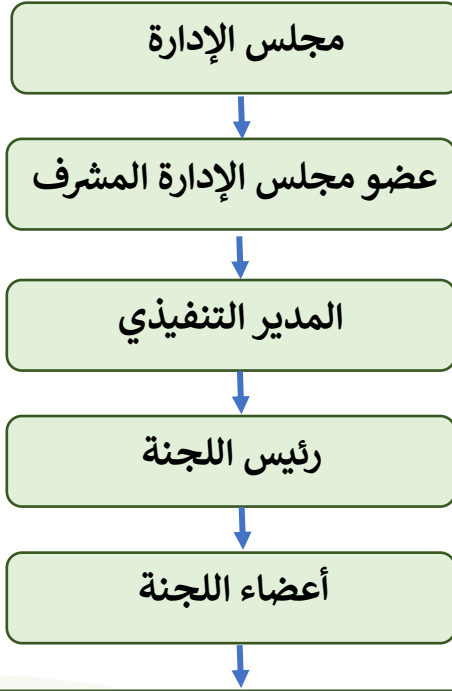 مجلس الإدارة
عضو مجلس الإدارة المشرف
المدير التنفيذي
رئيس اللجنة
أعضاء اللجنة